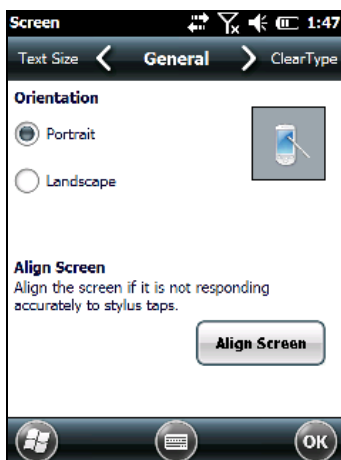 Screen 1:47
Text Size General ClearType
Orientation
Portrait
Landscape
Align Screen
Align the screen if it is not responding
accurately to stylus taps.
Align Screen
OK